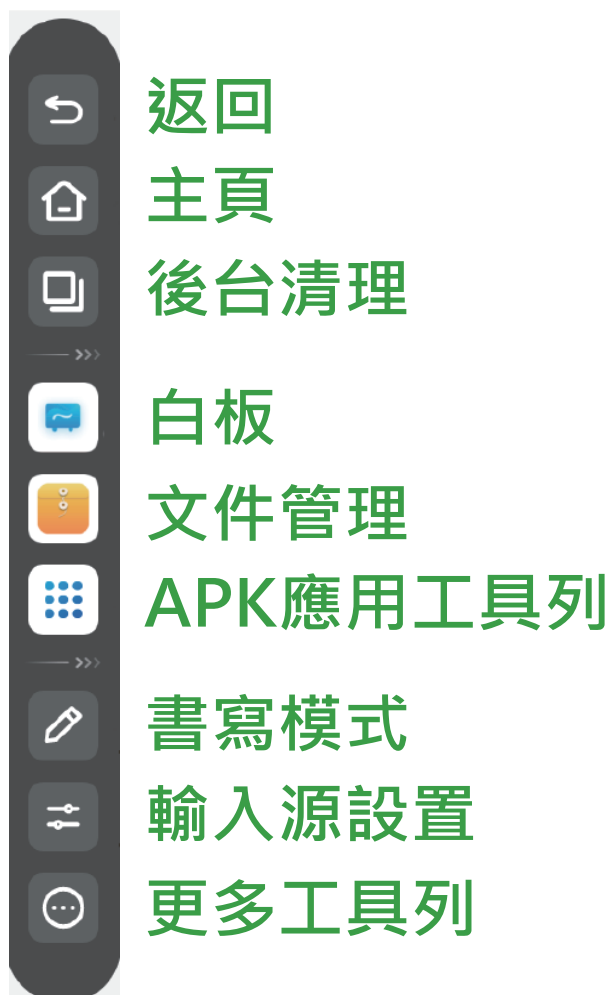 返回
主頁
後台清理
白板
文件管理
APK應用工具列
書寫模式
輸入源設置
更多工具列